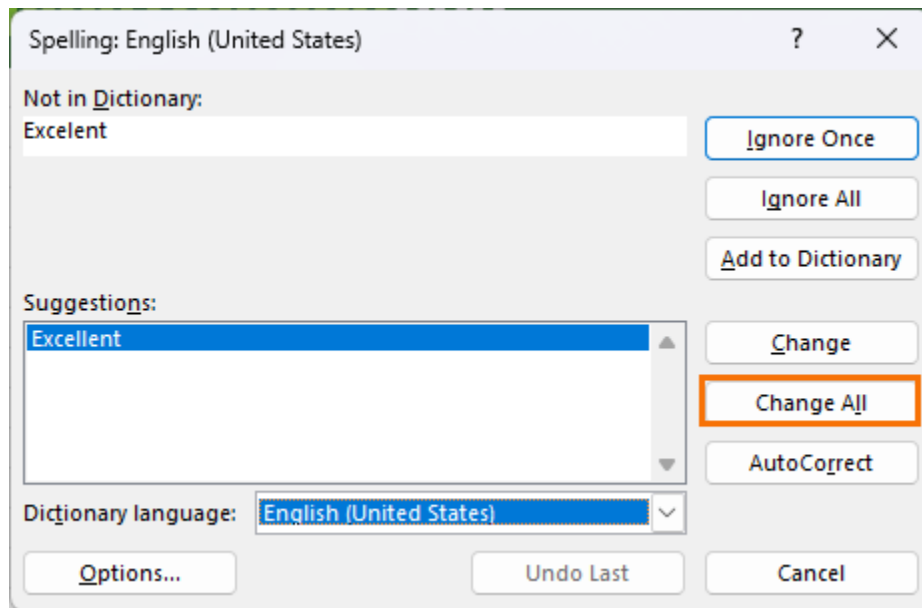 Spelling: English (United States)
?
Not in Dictionary:
Excelent
Ignore Once
Ignore All
Add to Dictionary
Suggestions:
Excellent
Change
Change All
AutoCorrect
Dictionary language: English (United States)
Options...
Undo Last
Cancel